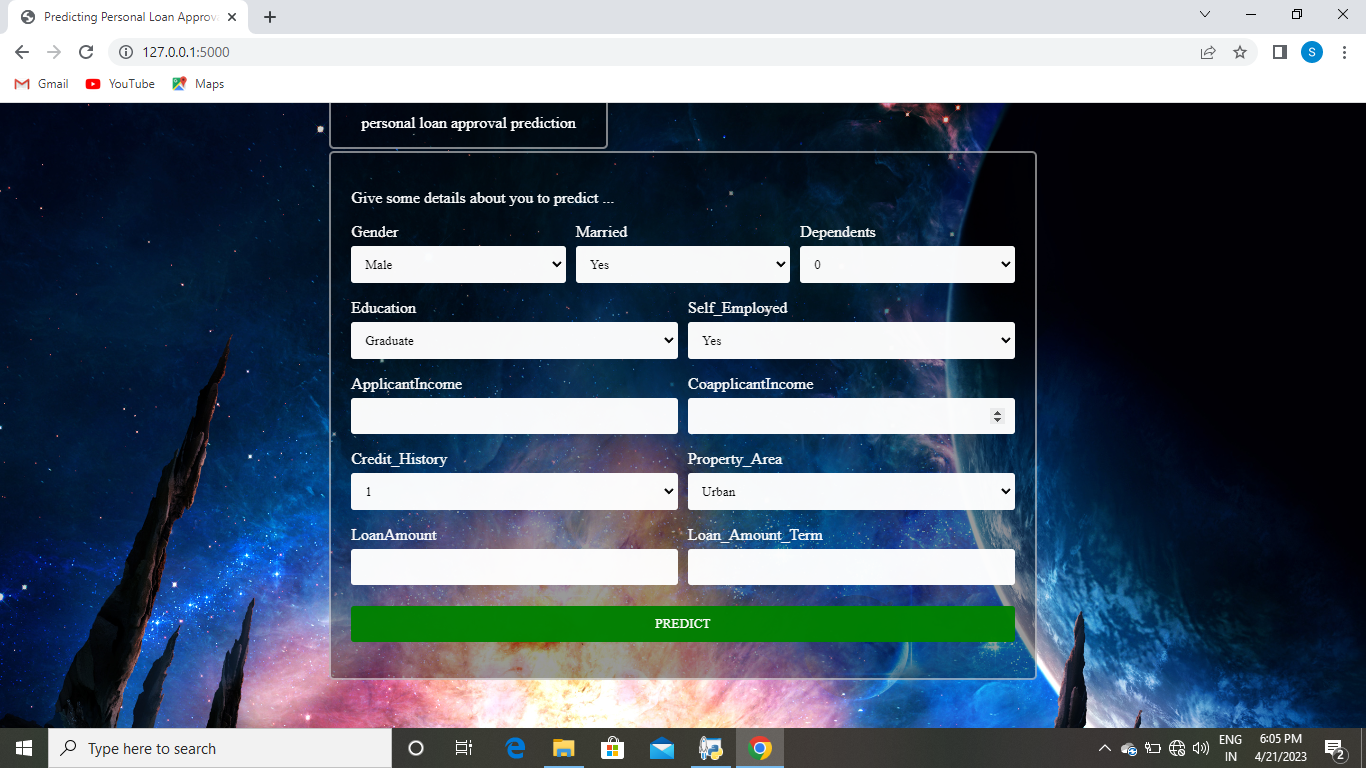 Predicting Personal Loan Approv
127.0.0.1:5000
S
Gmail YouTube Maps
personal loan approval prediction
Give some details about you to predict ...
Gender Married Dependents
Male Yes 0
Education Self_Employed
Graduate Yes
ApplicantIncome CoapplicantIncome
Credit_History Property_Area
1 Urban
LoanAmount Loan_Amount_Term
PREDICT
Type here to search
ENG 6:05 PM
IN 4/21/2023 2